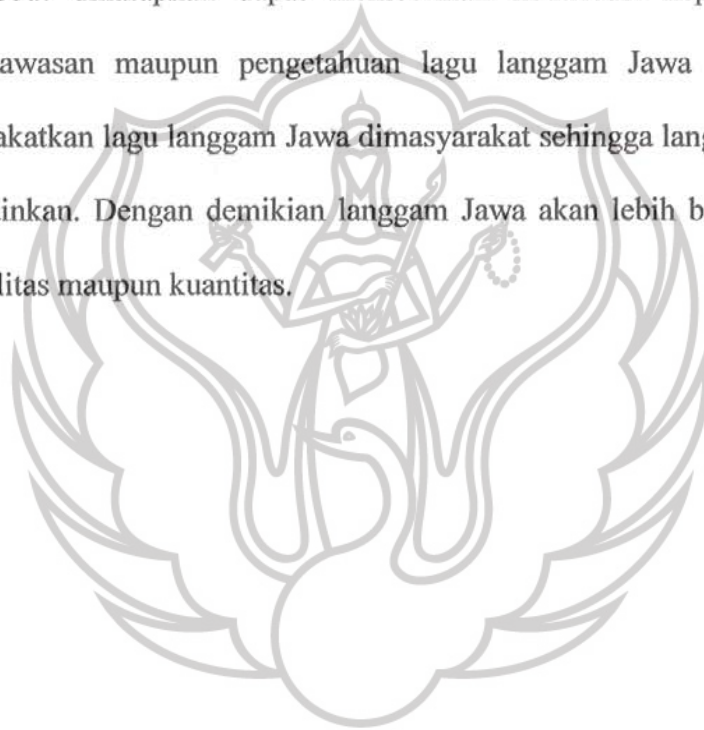 awasan maupun pengetahuan lagu langgam Jawa
akatkan lagu langgam Jawa dimasyarakat sehingga lang
inkan. Dengan demikian langgam Jawa akan lebih b
litas maupun kuantitas.